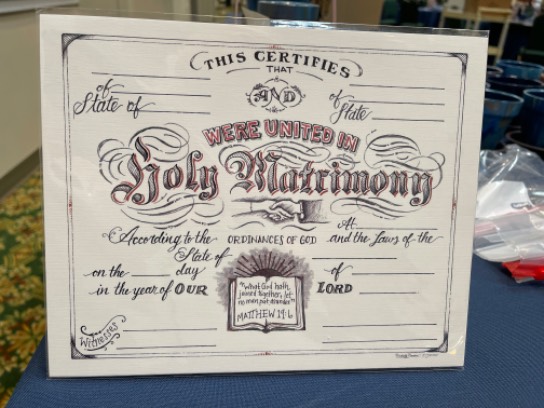 THIS CERTIFIES
THAT
of
State of
AND
of
State
WERE UNITED IN
Holy Matrimony
At
According to the ORDINANCES OF GOD and the Laws of the
State of
on the day of
in the year of OUR LORD
"What God hath
joined together, let
no man put asunder"
MATTHEW 19:6
WITNESSES